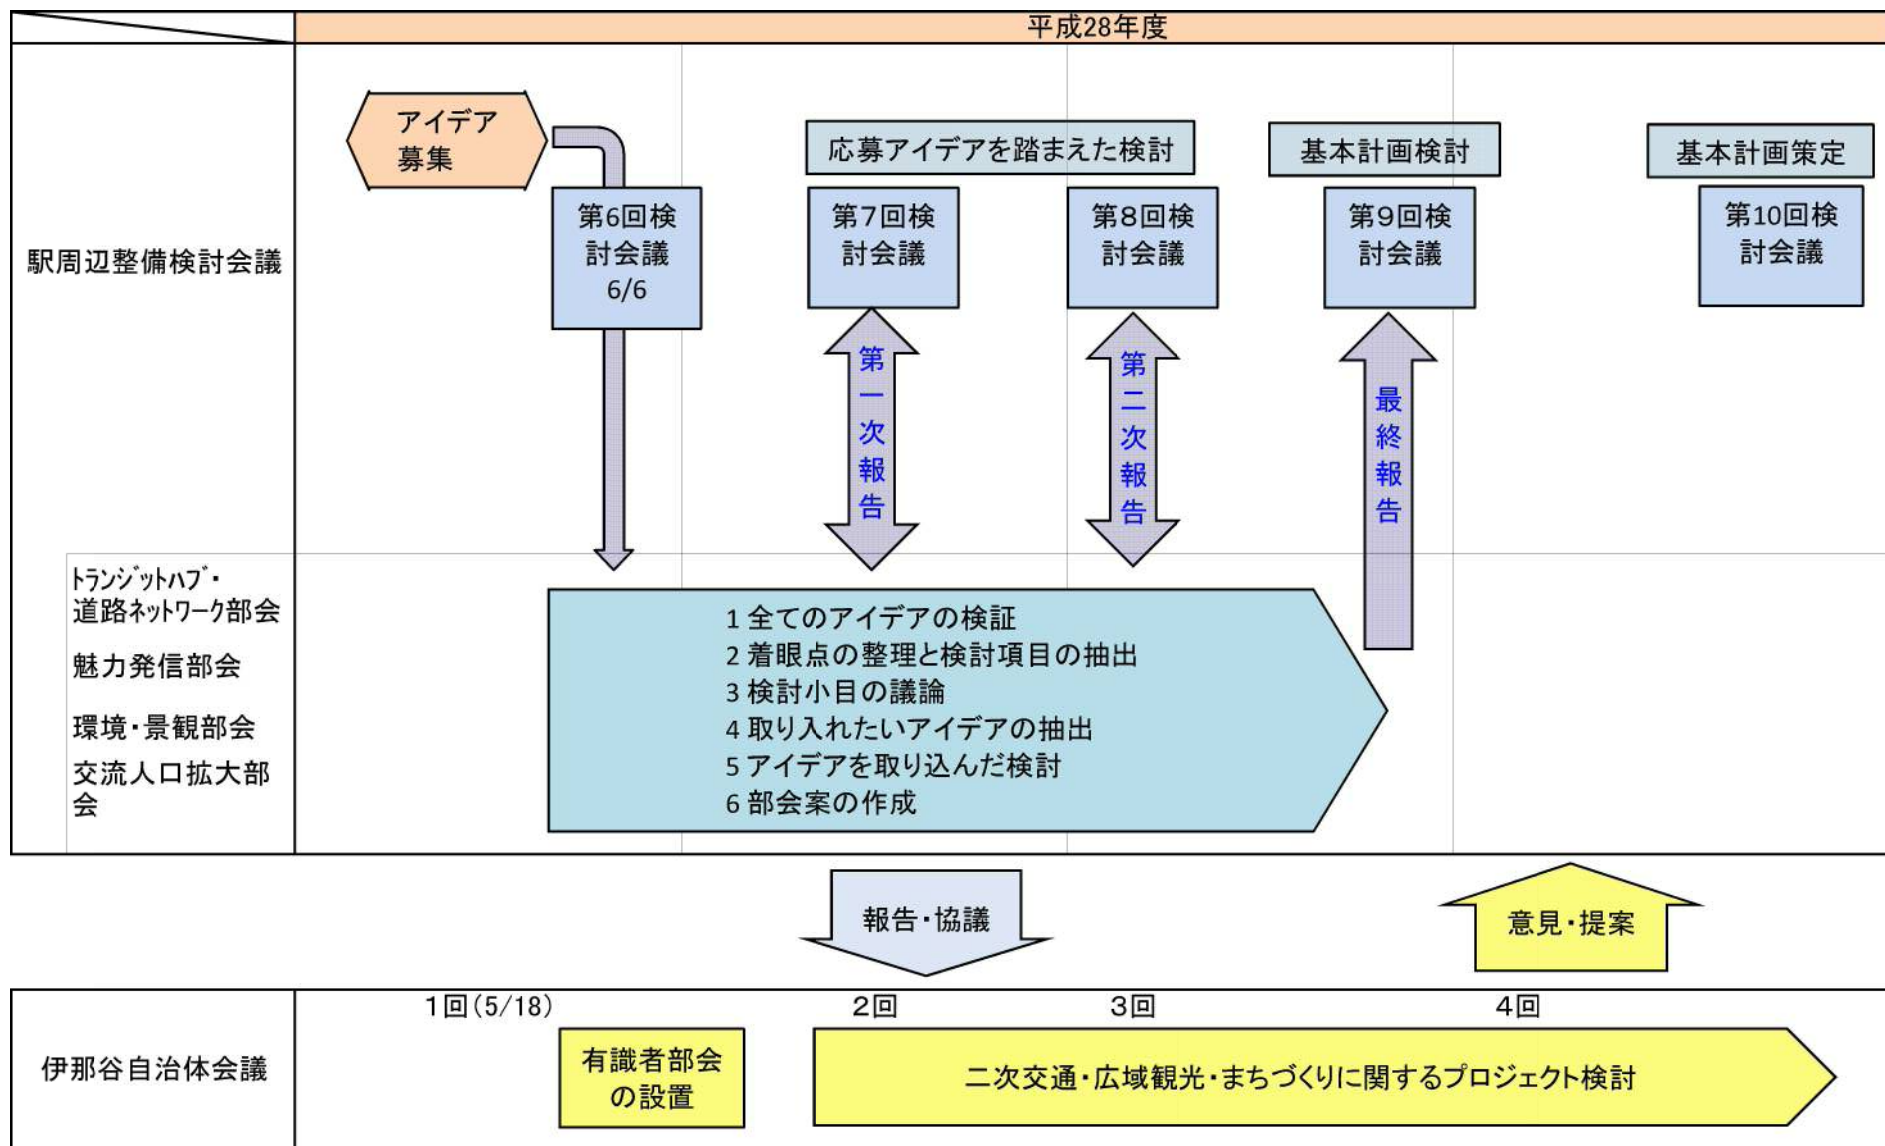 平成28年度
駅周辺整備検討会議
アイデア
募集
応募アイデアを踏まえた検討
基本計画検討
基本計画策定
第6回検
討会議
6/6
第7回検
討会議
第8回検
討会議
第9回検
討会議
第10回検
討会議
第一次報告
第二次報告
最終報告
ﾄﾗﾝｼﾞｯﾄﾊﾌﾞ・
道路ﾈｯﾄﾜｰｸ部会
魅力発信部会
環境・景観部会
交流人口拡大部
会
1 全てのアイデアの検証
2 着眼点の整理と検討項目の抽出
3 検討小目の議論
4 取り入れたいアイデアの抽出
5 アイデアを取り込んだ検討
6 部会案の作成
報告・協議
意見・提案
伊那谷自治体会議
1回(5/18)
2回
3回
4回
有識者部会
の設置
二次交通・広域観光・まちづくりに関するプロジェクト検討